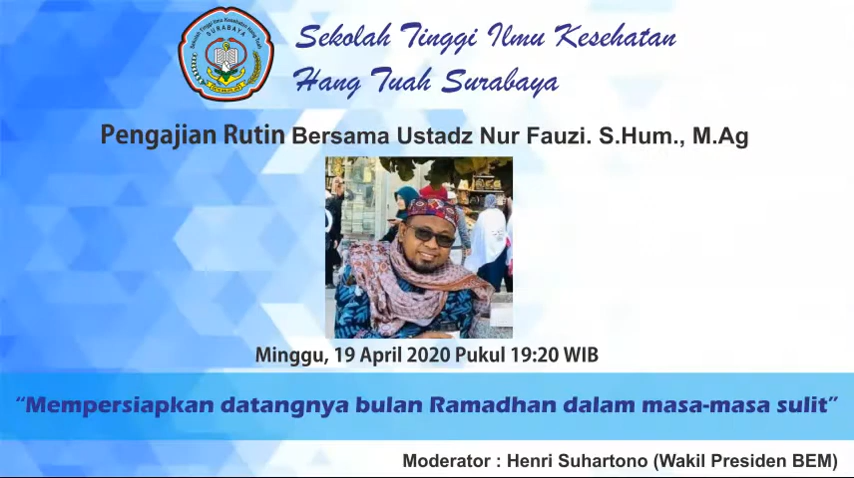 Sekolah Tinggi Ilmu Kesehatan
Hang Tuah Surabaya
Pengajian Rutin Bersama Ustadz Nur Fauzi. S.Hum., M.Ag
Minggu, 19 April 2020 Pukul 19:20 WIB
“Mempersiapkan datangnya bulan Ramadhan dalam masa-masa sulit”
Moderator : Henri Suhartono (Wakil Presiden BEM)